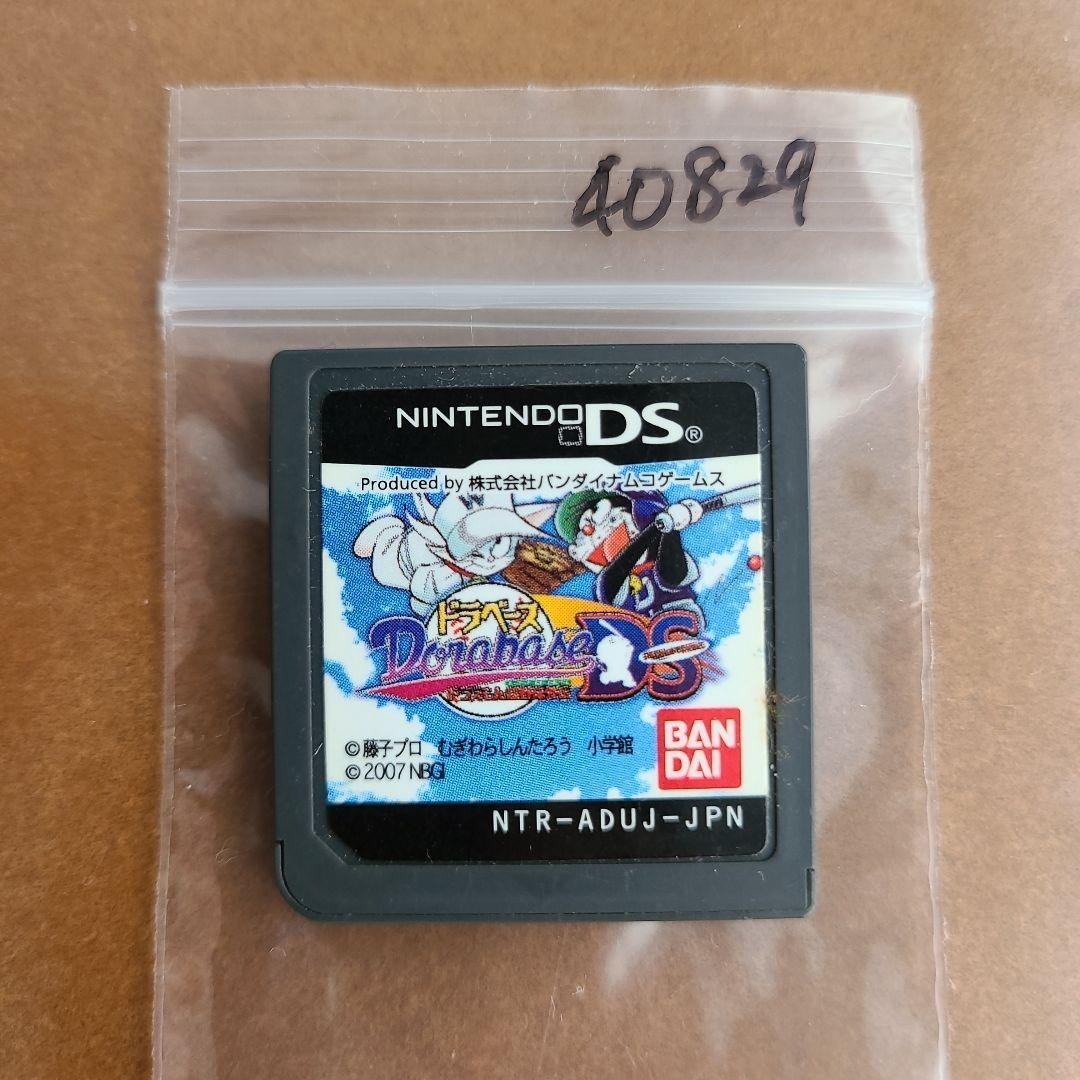 40829
NINTENDO DS®
Produced by 株式会社バンダイナムコゲームス
ドラベース
Dorabase DS
©藤子プロ むぎわらしんたろう 小学館
©2007 NBGI
BAN
DAI
NTR-ADUJ-JPN